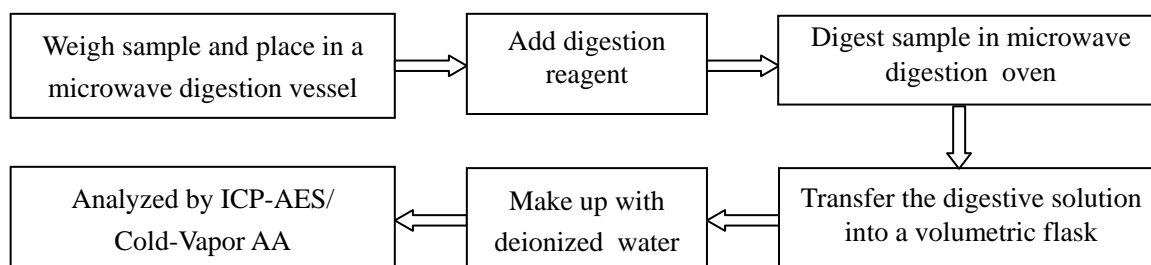 Weigh sample and place in a
microwave digestion vessel
Add digestion
reagent
Digest sample in microwave
digestion oven
Transfer the digestive solution
into a volumetric flask
Make up with
deionized water
Analyzed by ICP-AES/
Cold-Vapor AA